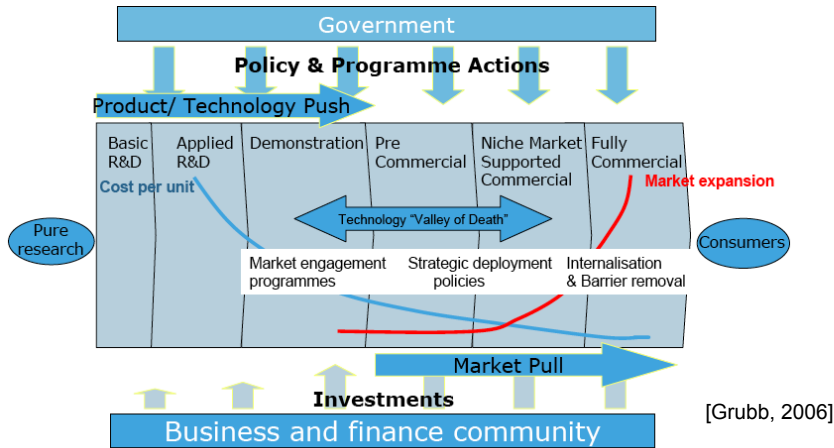 Government
Policy & Programme Actions
Product/ Technology Push
Basic
R&D
Applied
R&D
Demonstration
Pre
Commercial
Niche Market
Supported
Commercial
Fully
Commercial
Cost per unit
Market expansion
Technology “Valley of Death”
Pure
research
Consumers
Market engagement
programmes
Strategic deployment
policies
Internalisation
& Barrier removal
Market Pull
Investments
Business and finance community
[Grubb, 2006]